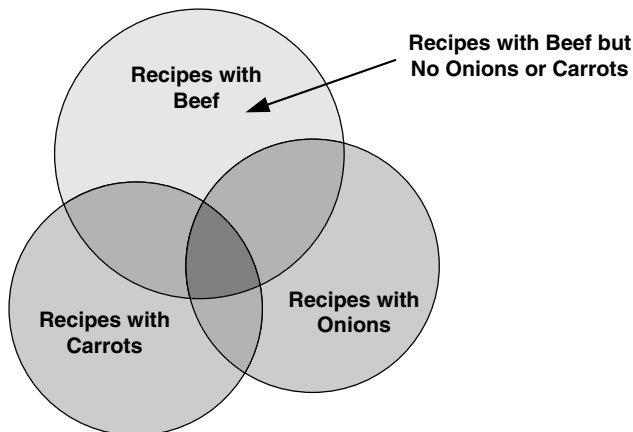 Recipes with Beef but
No Onions or Carrots
Recipes with
Beef
Recipes with
Carrots
Recipes with
Onions